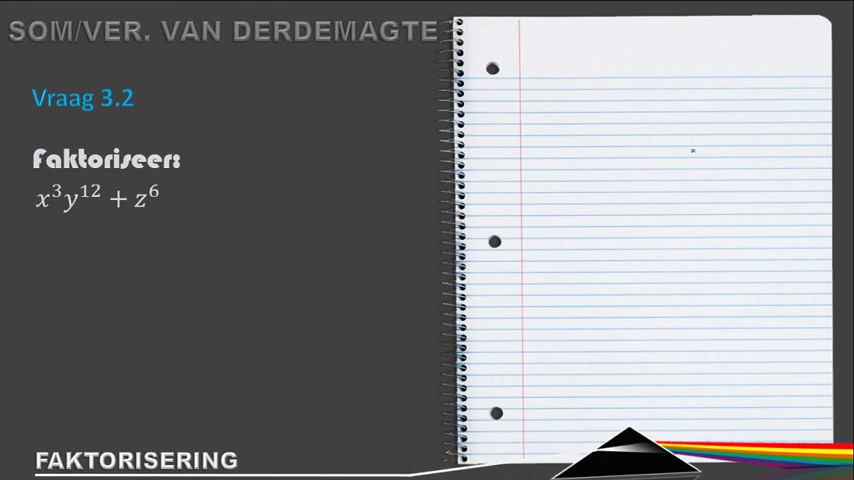 SOM/VER. VAN DERDEMAGTE
Vraag 3.2
Faktoriseer:
x³y¹² + z⁶
FAKTORISERING